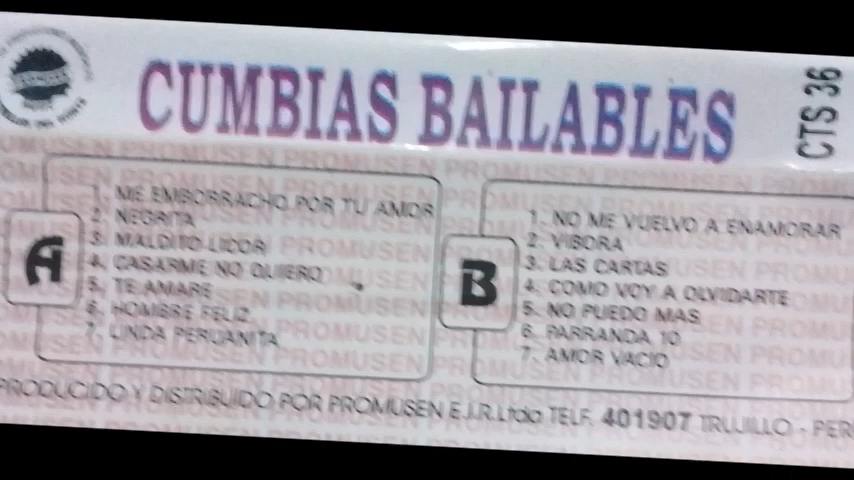 CUMBIAS BAILABLES
CTS 36
A
1. ME EMBORRACHO POR TU AMOR
2. NEGRITA
3. MALDITO LICOR
4. CASARME NO QUIERO
5. TE AMARE
6. HOMBRE FELIZ
7. LINDA PERUANITA
B
1. NO ME VUELVO A ENAMORAR
2. VIBORA
3. LAS CARTAS
4. COMO VOY A OLVIDARTE
5. NO PUEDO MAS
6. PARRANDA 10
7. AMOR VACIO
PRODUCIDO Y DISTRIBUIDO POR PROMUSEN E.I.R.Ltda TELF. 401907 TRUJILLO - PER